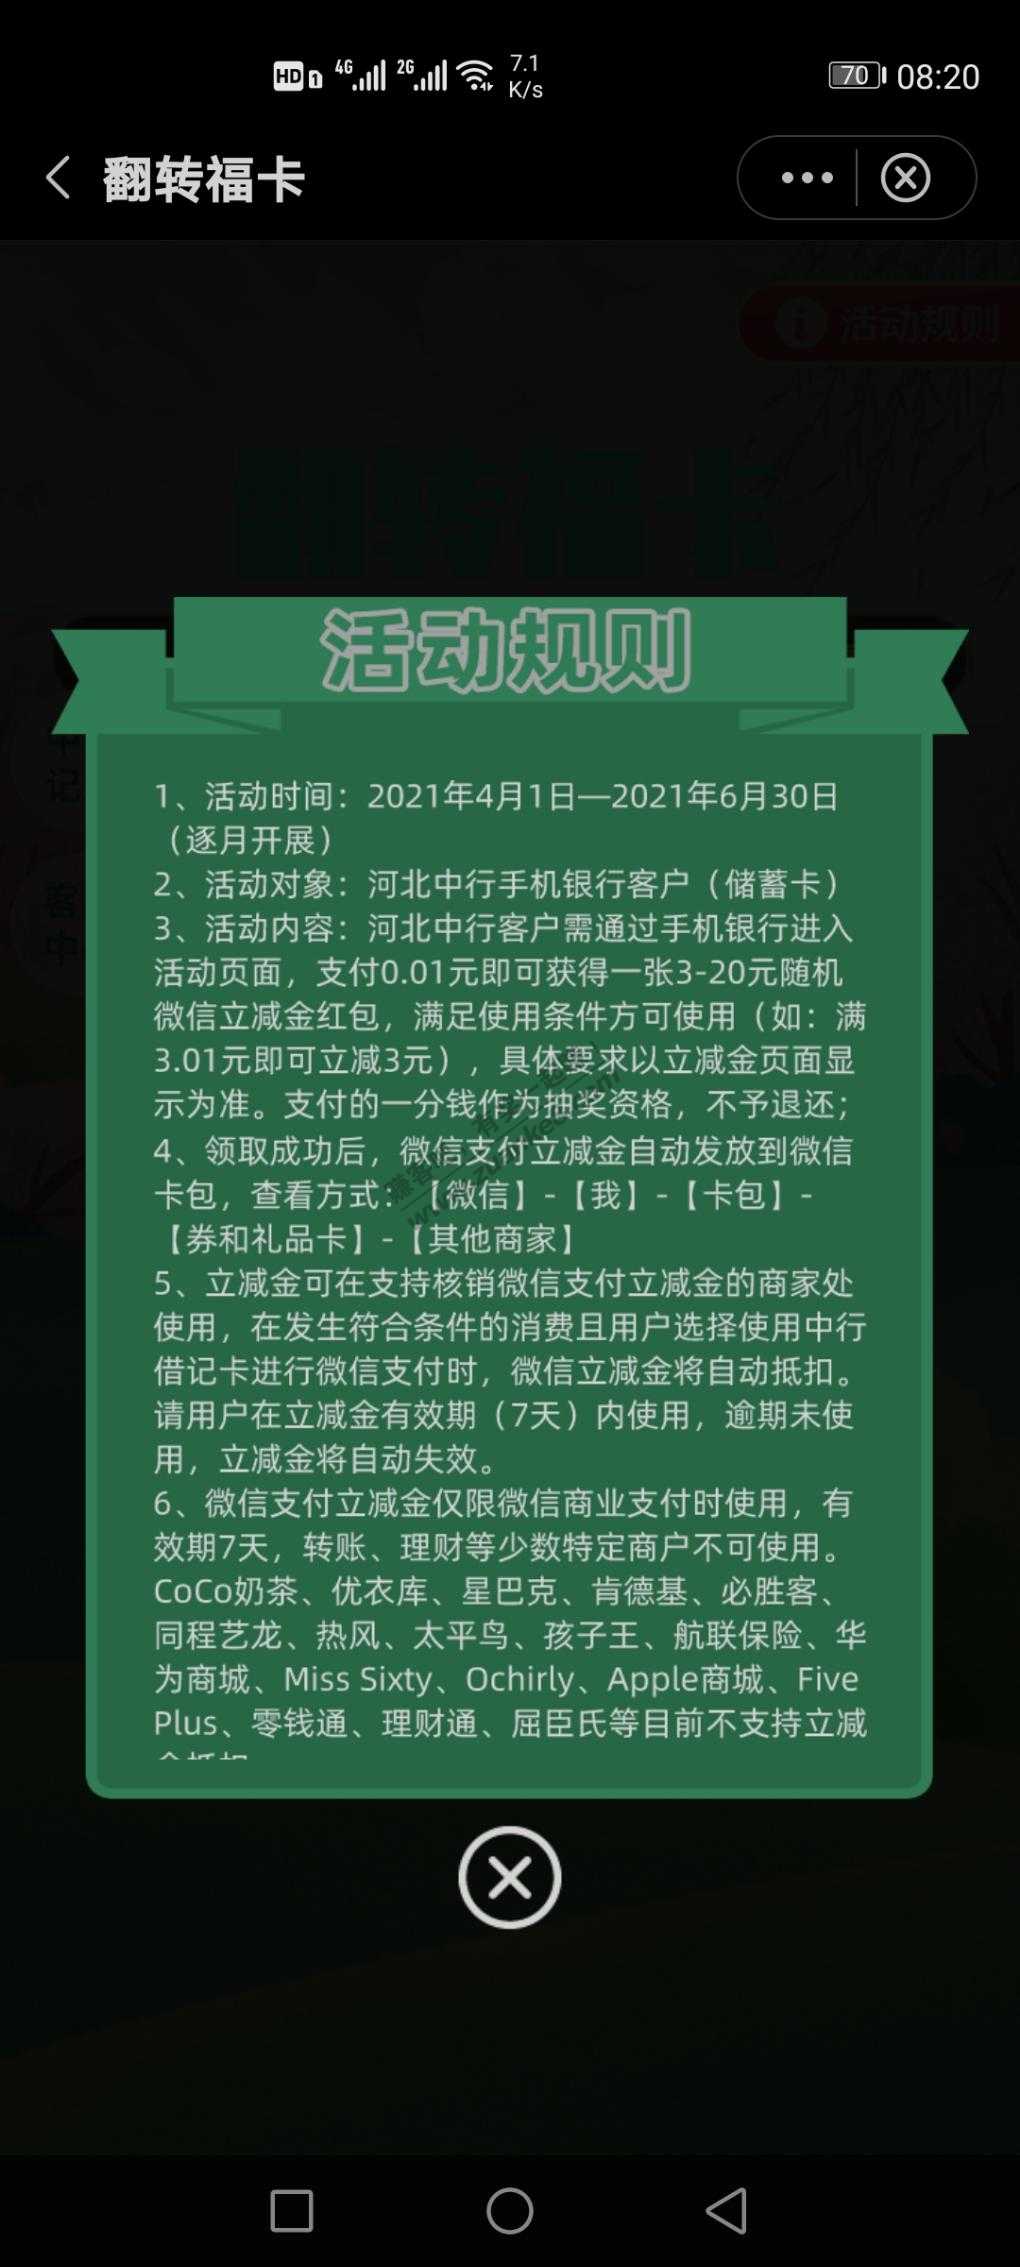 HD 1 4G 2G 7.1 K/s 70 08:20
翻转福卡
活动规则
翻转福卡
活动规则
1、活动时间：2021年4月1日—2021年6月30日
（逐月开展）
2、活动对象：河北中行手机银行客户（储蓄卡）
3、活动内容：河北中行客户需通过手机银行进入
活动页面，支付0.01元即可获得一张3-20元随机
微信立减金红包，满足使用条件方可使用（如：满
3.01元即可立减3元），具体要求以立减金页面显
示为准。支付的一分钱作为抽奖资格，不予退还；
4、领取成功后，微信支付立减金自动发放到微信
卡包，查看方式：【微信】-【我】-【卡包】-
【券和礼品卡】-【其他商家】
5、立减金可在支持核销微信支付立减金的商家处
使用，在发生符合条件的消费且用户选择使用中行
借记卡进行微信支付时，微信立减金将自动抵扣。
请用户在立减金有效期（7天）内使用，逾期未使
用，立减金将自动失效。
6、微信支付立减金仅限微信商业支付时使用，有
效期7天，转账、理财等少数特定商户不可使用。
CoCo奶茶、优衣库、星巴克、肯德基、必胜客、
同程艺龙、热风、太平鸟、孩子王、航联保险、华
为商城、Miss Sixty、Ochirly、Apple商城、Five
Plus、零钱通、理财通、屈臣氏等目前不支持立减